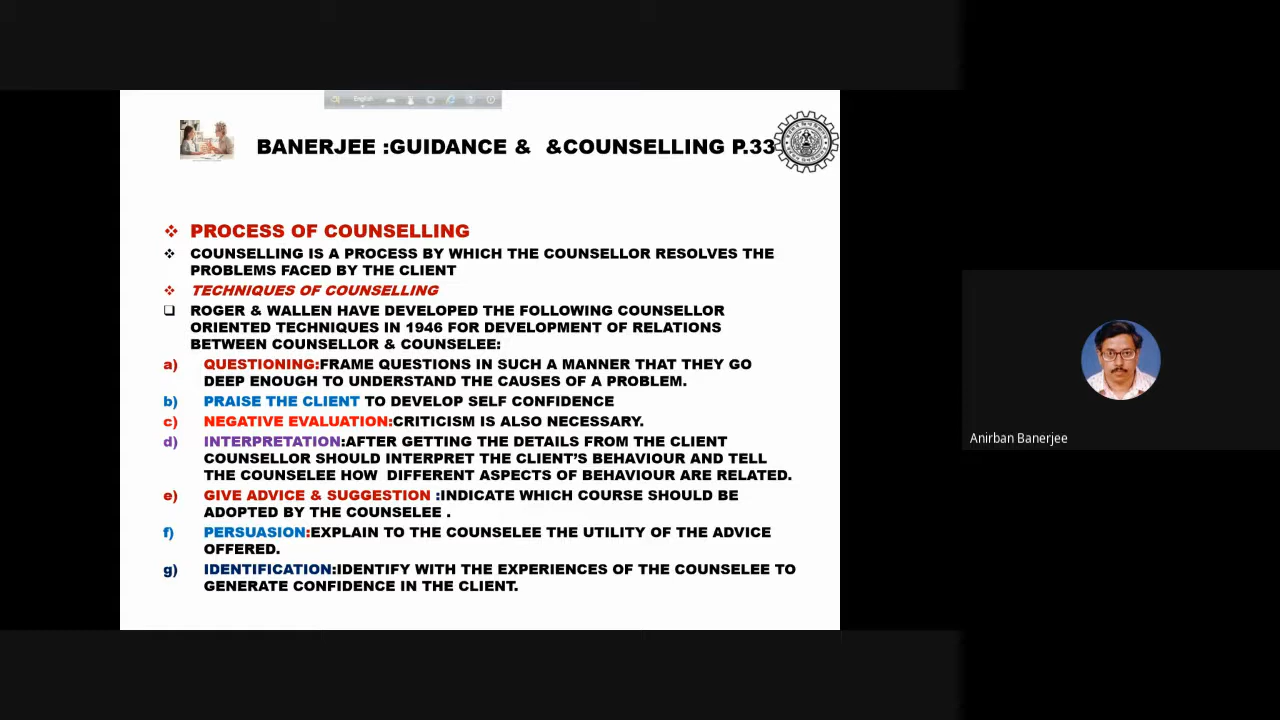 English
BANERJEE :GUIDANCE &  &COUNSELLING P.33
PROCESS OF COUNSELLING
COUNSELLING IS A PROCESS BY WHICH THE COUNSELLOR RESOLVES THE
PROBLEMS FACED BY THE CLIENT
TECHNIQUES OF COUNSELLING
ROGER & WALLEN HAVE DEVELOPED THE FOLLOWING COUNSELLOR
ORIENTED TECHNIQUES IN 1946 FOR DEVELOPMENT OF RELATIONS
BETWEEN COUNSELLOR & COUNSELEE:
a) QUESTIONING:FRAME QUESTIONS IN SUCH A MANNER THAT THEY GO
DEEP ENOUGH TO UNDERSTAND THE CAUSES OF A PROBLEM.
b) PRAISE THE CLIENT TO DEVELOP SELF CONFIDENCE
c) NEGATIVE EVALUATION:CRITICISM IS ALSO NECESSARY.
d) INTERPRETATION:AFTER GETTING THE DETAILS FROM THE CLIENT
COUNSELLOR SHOULD INTERPRET THE CLIENT'S BEHAVIOUR AND TELL
THE COUNSELEE HOW  DIFFERENT ASPECTS OF BEHAVIOUR ARE RELATED.
e) GIVE ADVICE & SUGGESTION :INDICATE WHICH COURSE SHOULD BE
ADOPTED BY THE COUNSELEE .
f) PERSUASION:EXPLAIN TO THE COUNSELEE THE UTILITY OF THE ADVICE
OFFERED.
g) IDENTIFICATION:IDENTIFY WITH THE EXPERIENCES OF THE COUNSELEE TO
GENERATE CONFIDENCE IN THE CLIENT.
Anirban Banerjee